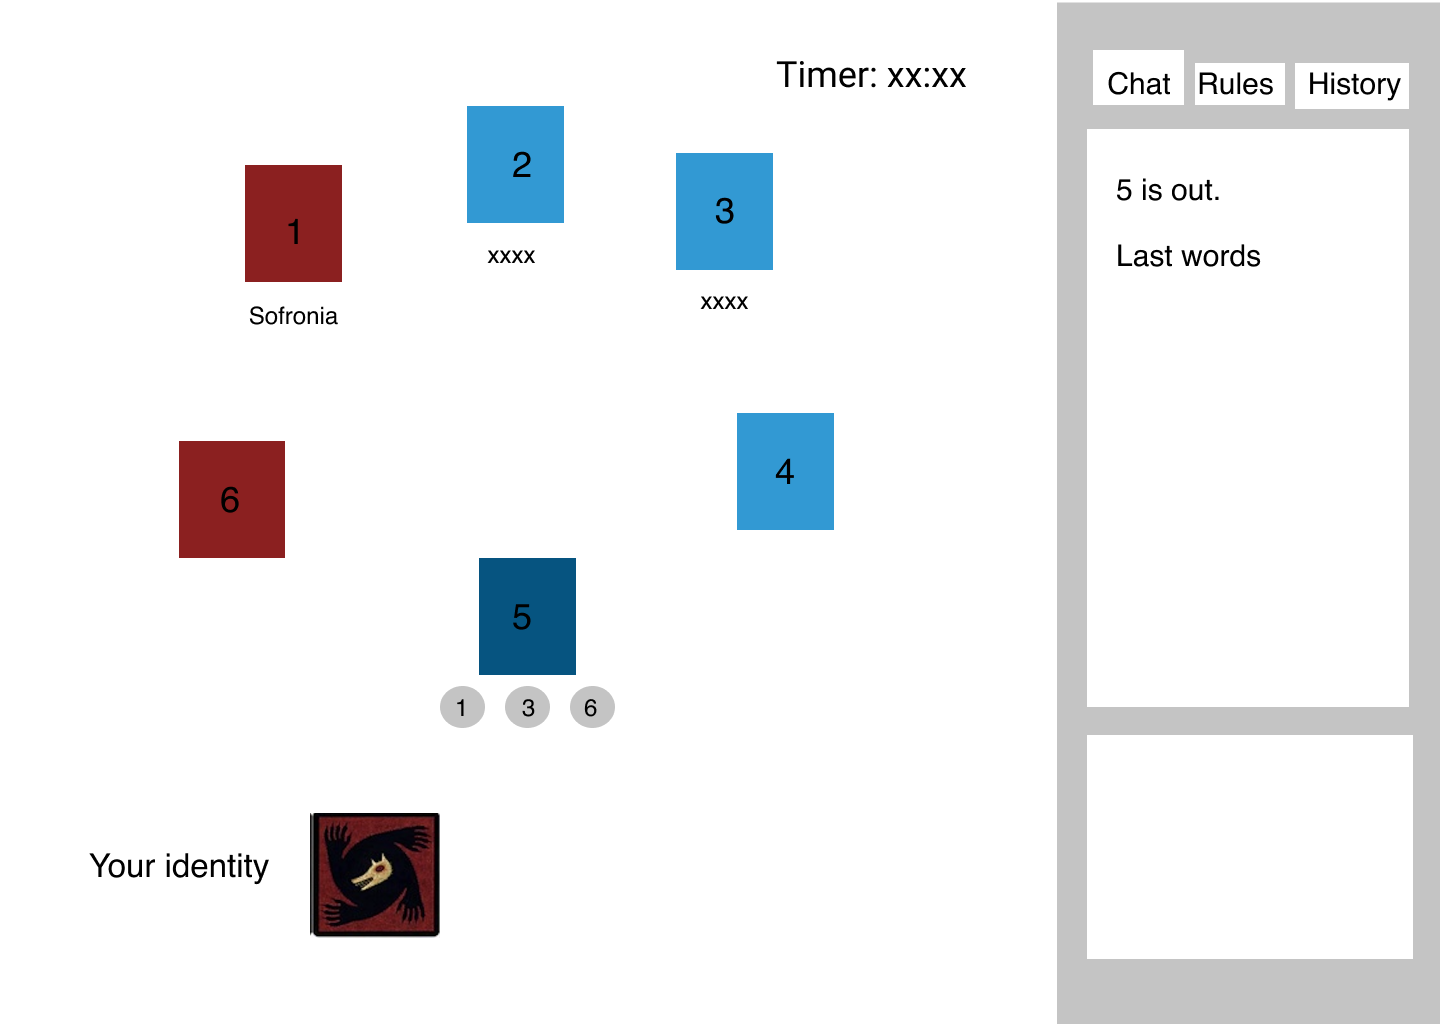 Timer: xx:xx
1
Sofronia
2
xxxx
3
xxxx
6
4
5
1 3 6
Your identity
Chat Rules History
5 is out.
Last words